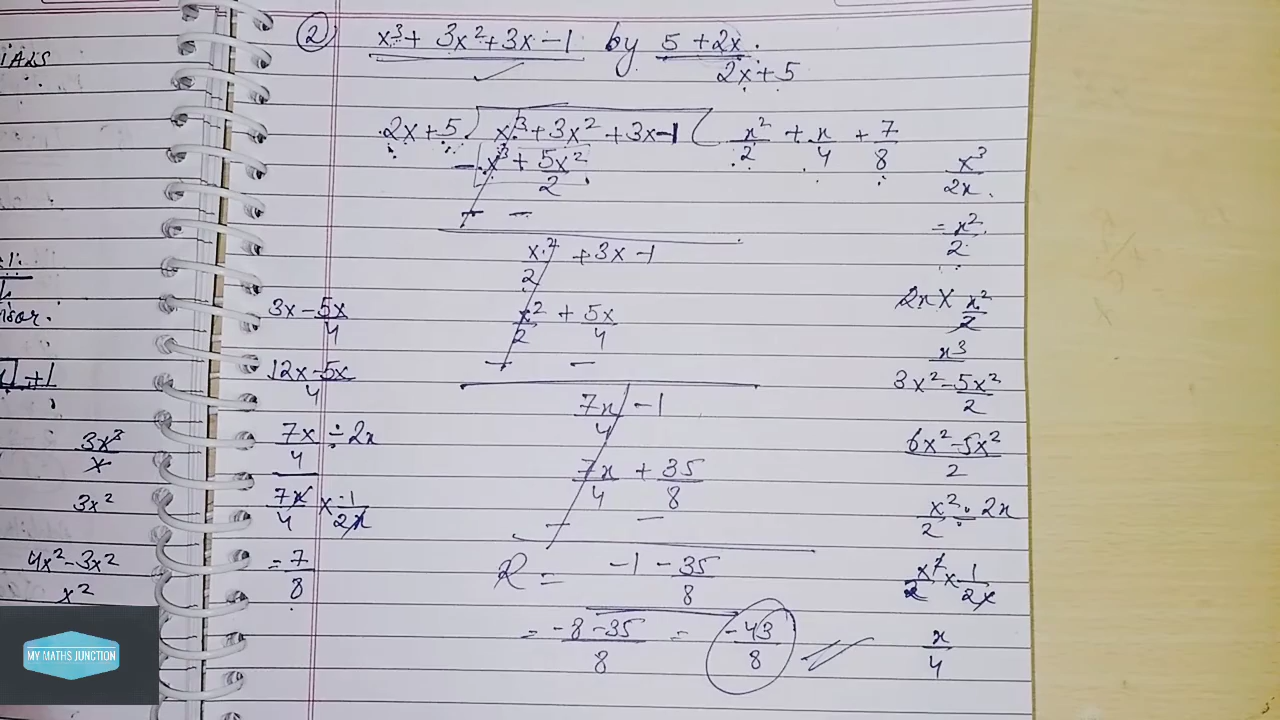 IALS
② x³ + 3x² + 3x - 1 by 5 + 2x.
2x + 5
2x + 5 ) x³ + 3x² + 3x - 1 ( x²/2 + x/4 + 7/8
- x³ + 5x²/2
- -
x²/2 + 3x - 1
x²/2 + 5x/4
- -
7x/4 - 1
7x/4 + 35/8
- -
R = -1 - 35/8
= -8 - 35/8 = -43/8
x³/2x
= x²/2
2x × x²/2
x³
3x² - 5x²/2
6x² - 5x²/2
x²/2 ÷ 2x
x²/2 × 1/2x
x/4
3x - 5x/4
12x - 5x/4
7x/4 ÷ 2x
7x/4 × 1/2x
= 7/8
+1
3x³/x
3x²
4x² - 3x²
x²
MY MATHS JUNCTION